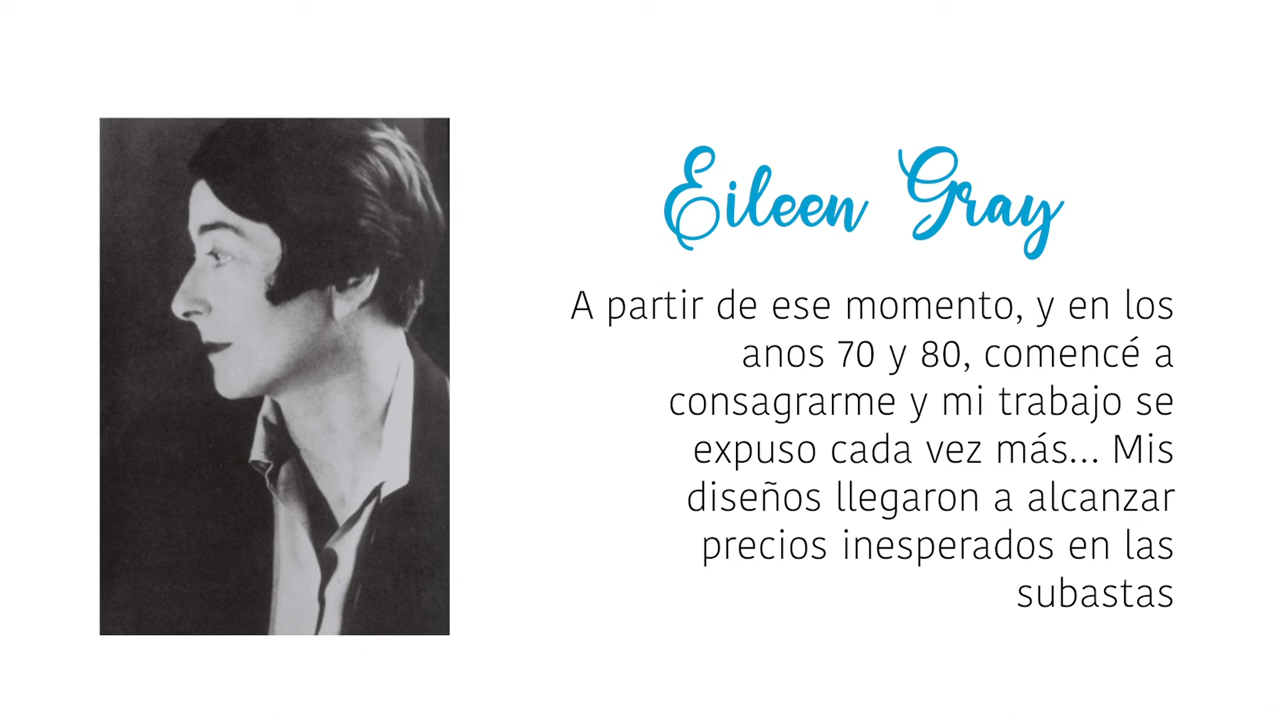 Eileen Gray
A partir de ese momento, y en los
anos 70 y 80, comencé a
consagrarme y mi trabajo se
expuso cada vez más... Mis
diseños llegaron a alcanzar
precios inesperados en las
subastas